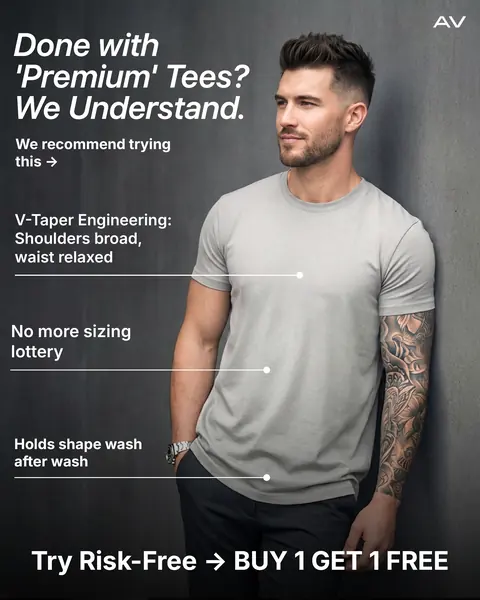 AV
Done with
'Premium' Tees?
We Understand.
We recommend trying
this →
V-Taper Engineering:
Shoulders broad,
waist relaxed
No more sizing
lottery
Holds shape wash
after wash
Try Risk-Free → BUY 1 GET 1 FREE